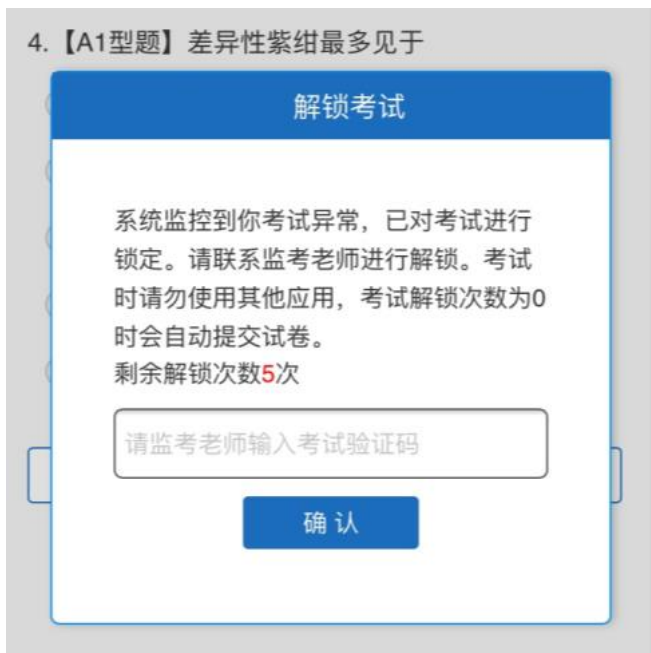 4.【A1型题】差异性紫绀最多见于
解锁考试
系统监控到你考试异常，已对考试进行
锁定。请联系监考老师进行解锁。考试
时请勿使用其他应用，考试解锁次数为0
时会自动提交试卷。
剩余解锁次数5次
请监考老师输入考试验证码
确 认